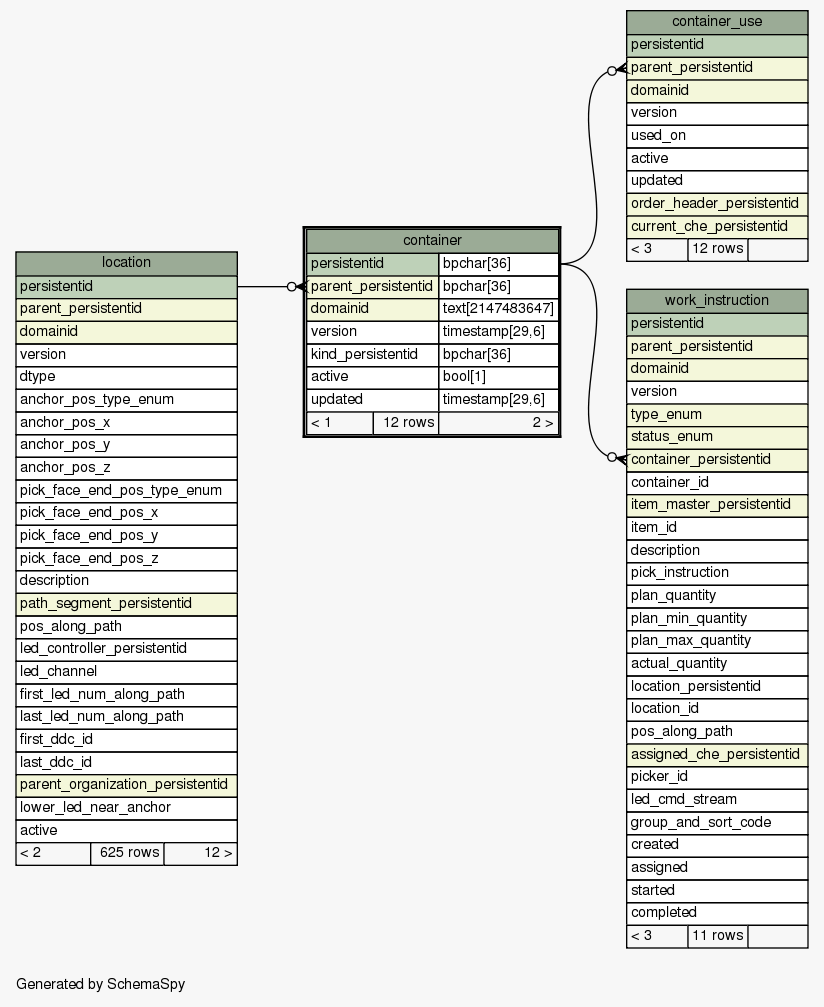 container_use
persistentid
parent_persistentid
domainid
version
used_on
active
updated
order_header_persistentid
current_che_persistentid
< 3 12 rows
location
persistentid
parent_persistentid
domainid
version
dtype
anchor_pos_type_enum
anchor_pos_x
anchor_pos_y
anchor_pos_z
pick_face_end_pos_type_enum
pick_face_end_pos_x
pick_face_end_pos_y
pick_face_end_pos_z
description
path_segment_persistentid
pos_along_path
led_controller_persistentid
led_channel
first_led_num_along_path
last_led_num_along_path
first_ddc_id
last_ddc_id
parent_organization_persistentid
lower_led_near_anchor
active
< 2 625 rows 12 >
container
persistentid bpchar[36]
parent_persistentid bpchar[36]
domainid text[2147483647]
version timestamp[29,6]
kind_persistentid bpchar[36]
active bool[1]
updated timestamp[29,6]
< 1 12 rows 2 >
work_instruction
persistentid
parent_persistentid
domainid
version
type_enum
status_enum
container_persistentid
container_id
item_master_persistentid
item_id
description
pick_instruction
plan_quantity
plan_min_quantity
plan_max_quantity
actual_quantity
location_persistentid
location_id
pos_along_path
assigned_che_persistentid
picker_id
led_cmd_stream
group_and_sort_code
created
assigned
started
completed
< 3 11 rows
Generated by SchemaSpy